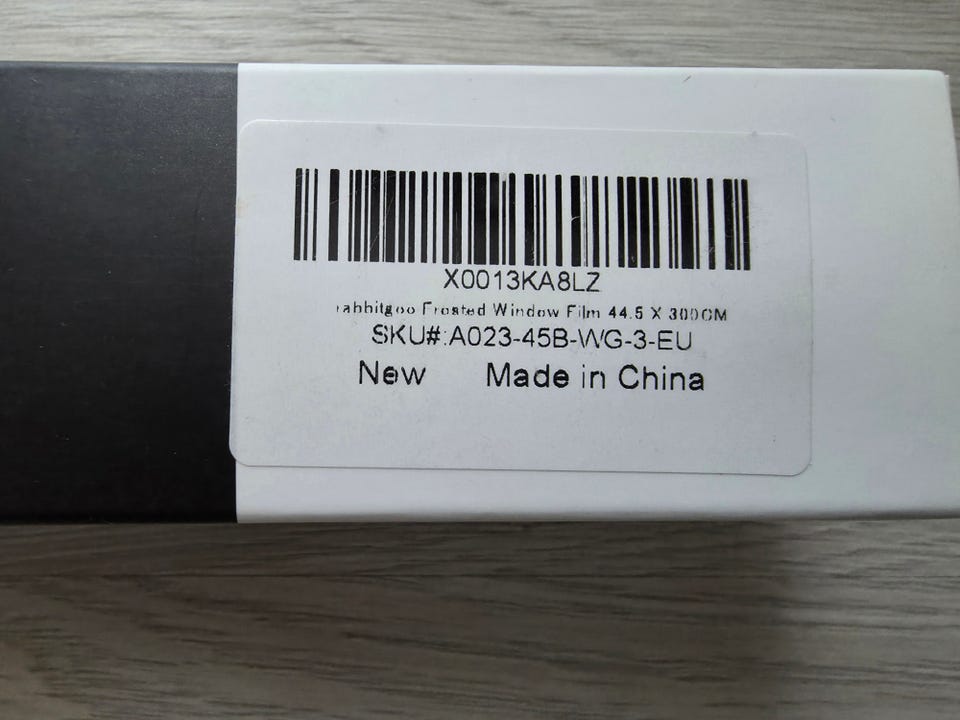 X0013KA8LZ
rabbitgoo Frosted Window Film 44.5 X 300CM
SKU#:A023-45B-WG-3-EU
New Made in China